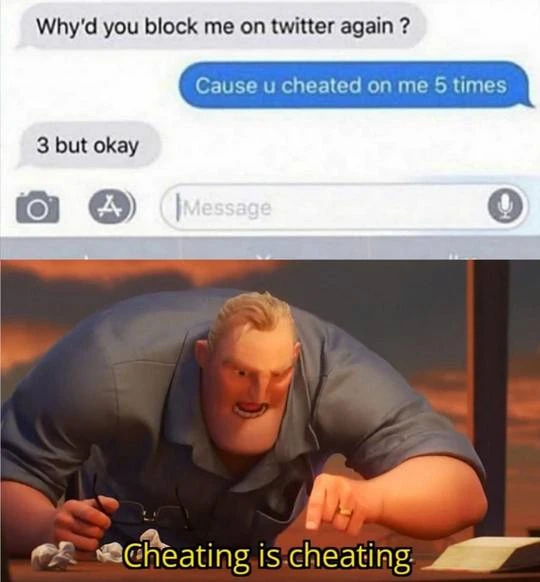 Why'd you block me on twitter again ?
Cause u cheated on me 5 times
3 but okay
Message
Cheating is cheating